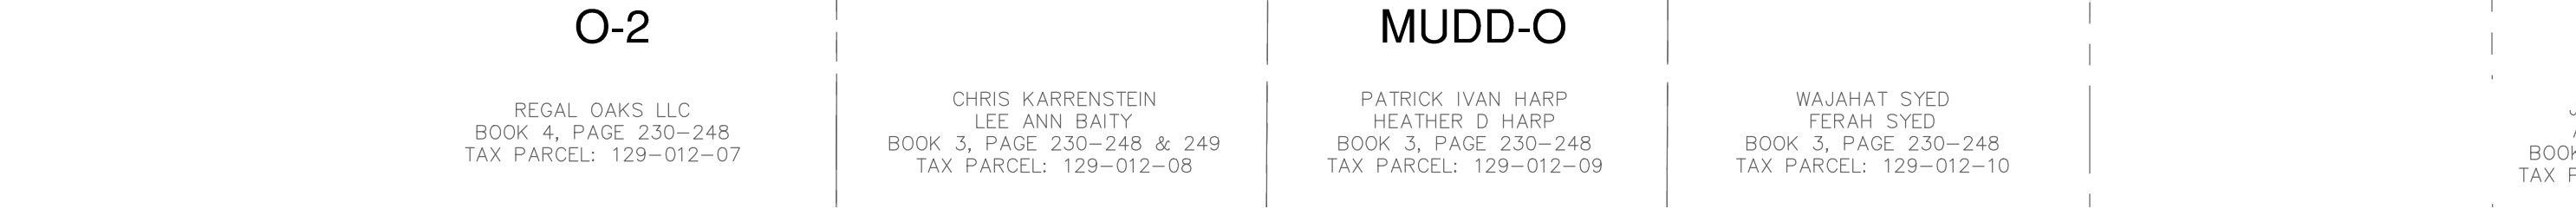 O-2
REGAL OAKS LLC
BOOK 4, PAGE 230-248
TAX PARCEL: 129-012-07
CHRIS KARRENSTEIN
LEE ANN BAITY
BOOK 3, PAGE 230-248 & 249
TAX PARCEL: 129-012-08
MUDD-O
PATRICK IVAN HARP
HEATHER D HARP
BOOK 3, PAGE 230-248
TAX PARCEL: 129-012-09
WAJAHAT SYED
FERAH SYED
BOOK 3, PAGE 230-248
TAX PARCEL: 129-012-10
TAX